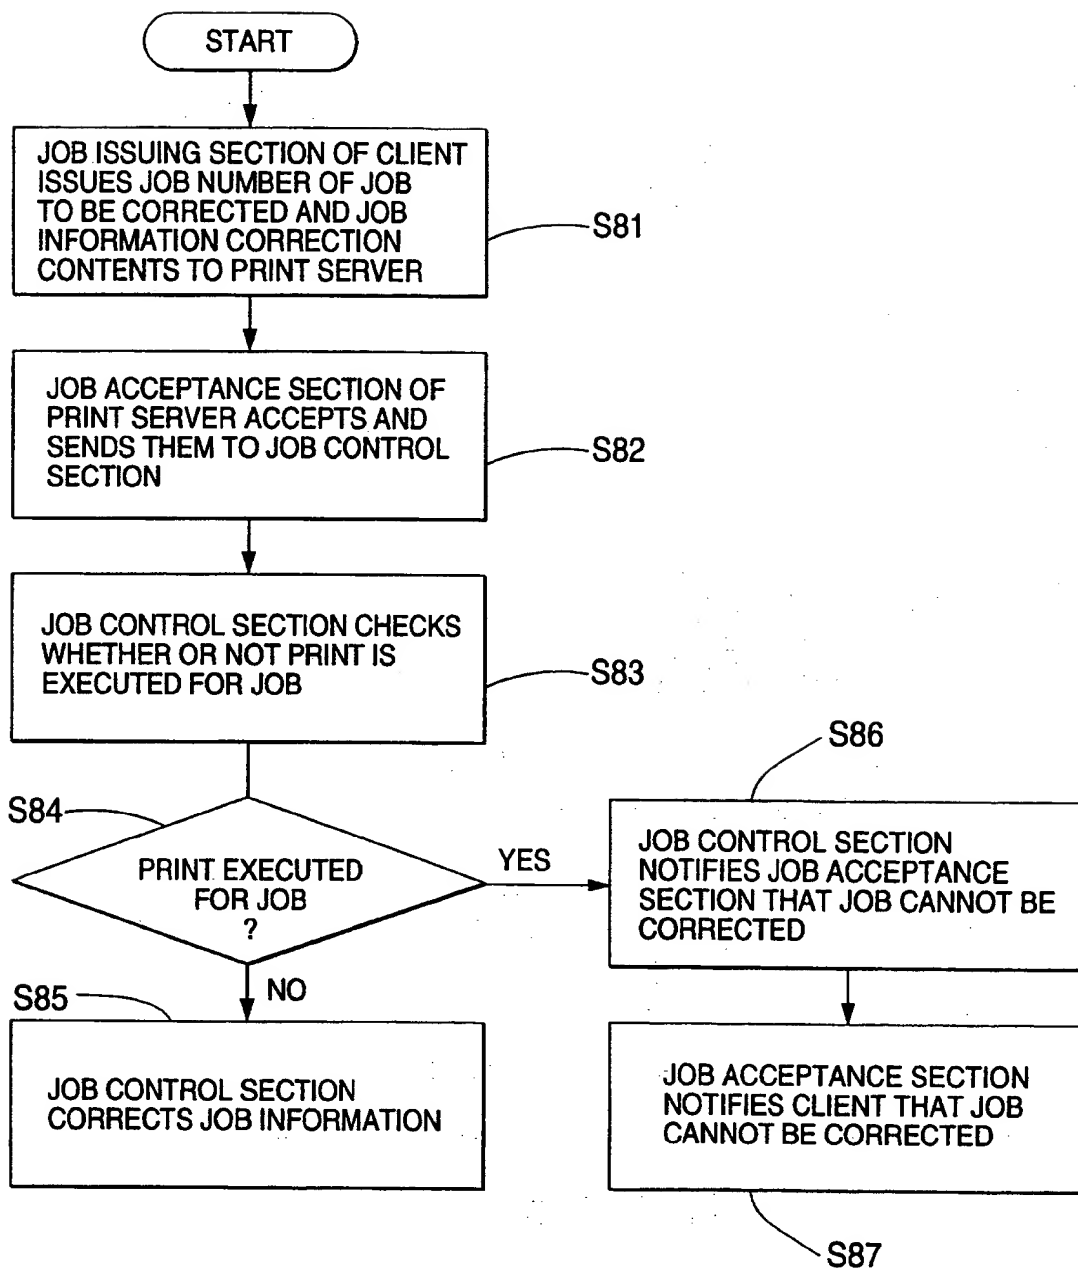 START
JOB ISSUING SECTION OF CLIENT
ISSUES JOB NUMBER OF JOB
TO BE CORRECTED AND JOB
INFORMATION CORRECTION
CONTENTS TO PRINT SERVER
S81
JOB ACCEPTANCE SECTION OF
PRINT SERVER ACCEPTS AND
SENDS THEM TO JOB CONTROL
SECTION
S82
JOB CONTROL SECTION CHECKS
WHETHER OR NOT PRINT IS
EXECUTED FOR JOB
S83
S84
PRINT EXECUTED
FOR JOB
?
YES
NO
S86
JOB CONTROL SECTION
NOTIFIES JOB ACCEPTANCE
SECTION THAT JOB CANNOT BE
CORRECTED
S85
JOB CONTROL SECTION
CORRECTS JOB INFORMATION
JOB ACCEPTANCE SECTION
NOTIFIES CLIENT THAT JOB
CANNOT BE CORRECTED
S87